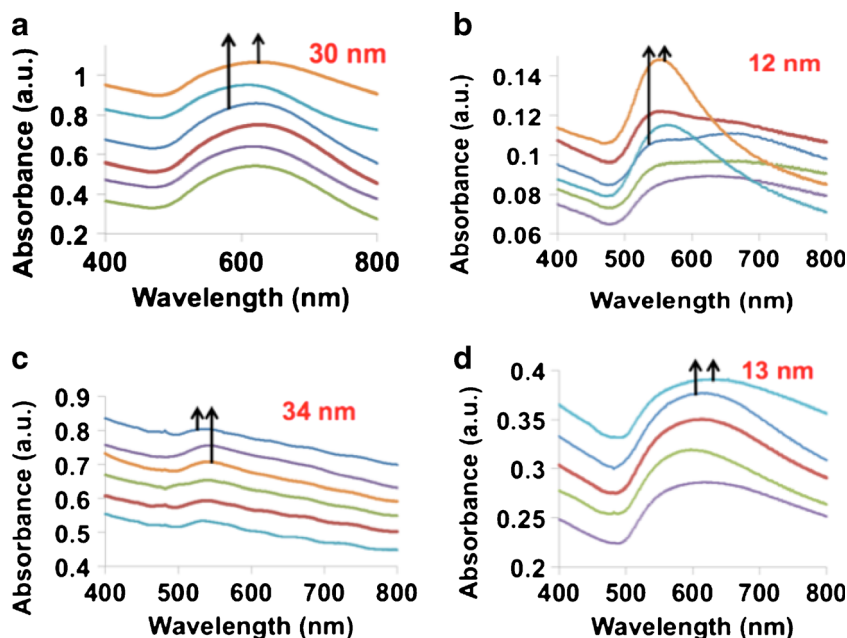 a
30 nm
Absorbance (a.u.)
1
0.8
0.6
0.4
0.2
400 600 800
Wavelength (nm)
b
12 nm
Absorbance (a.u.)
0.14
0.12
0.1
0.08
0.06
400 500 600 700 800
Wavelength (nm)
c
34 nm
Absorbance (a.u.)
0.9
0.8
0.7
0.6
0.5
0.4
400 500 600 700 800
Wavelength (nm)
d
13 nm
Absorbance (a.u.)
0.4
0.35
0.3
0.25
0.2
400 500 600 700 800
Wavelength (nm)